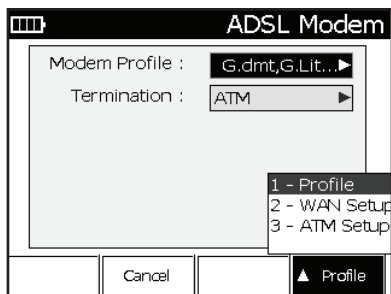 ADSL Modem
Modem Profile : G.dmt,G.Lit...
Termination : ATM
1 - Profile
2 - WAN Setup
3 - ATM Setup
Cancel
Profile